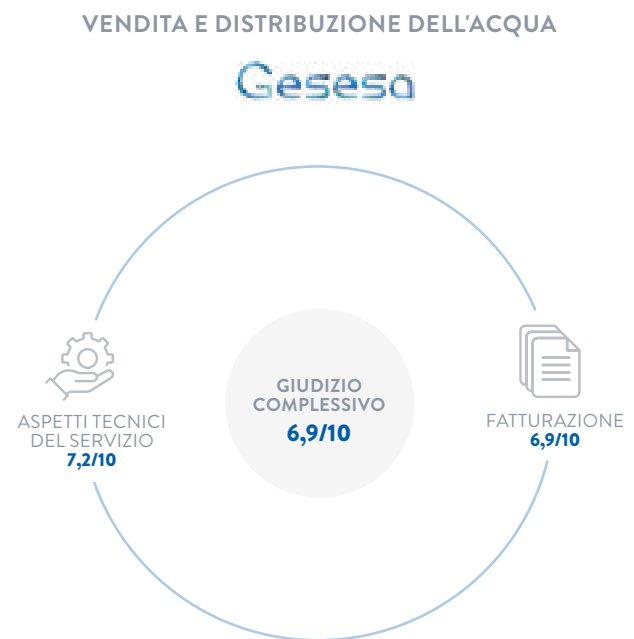 VENDITA E DISTRIBUZIONE DELL'ACQUA
Gesesa
GIUDIZIO
COMPLESSIVO
6,9/10
ASPETTI TECNICI
DEL SERVIZIO
7,2/10
FATTURAZIONE
6,9/10